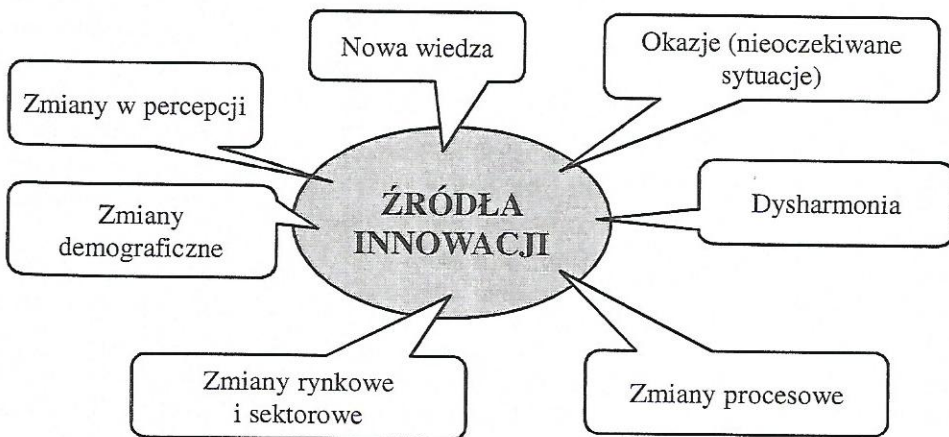 Nowa wiedza
Okazje (nieoczekiwane
sytuacje)
Zmiany w percepcji
Zmiany
demograficzne
ŹRÓDŁA
INNOWACJI
Dysharmonia
Zmiany rynkowe
i sektorowe
Zmiany procesowe